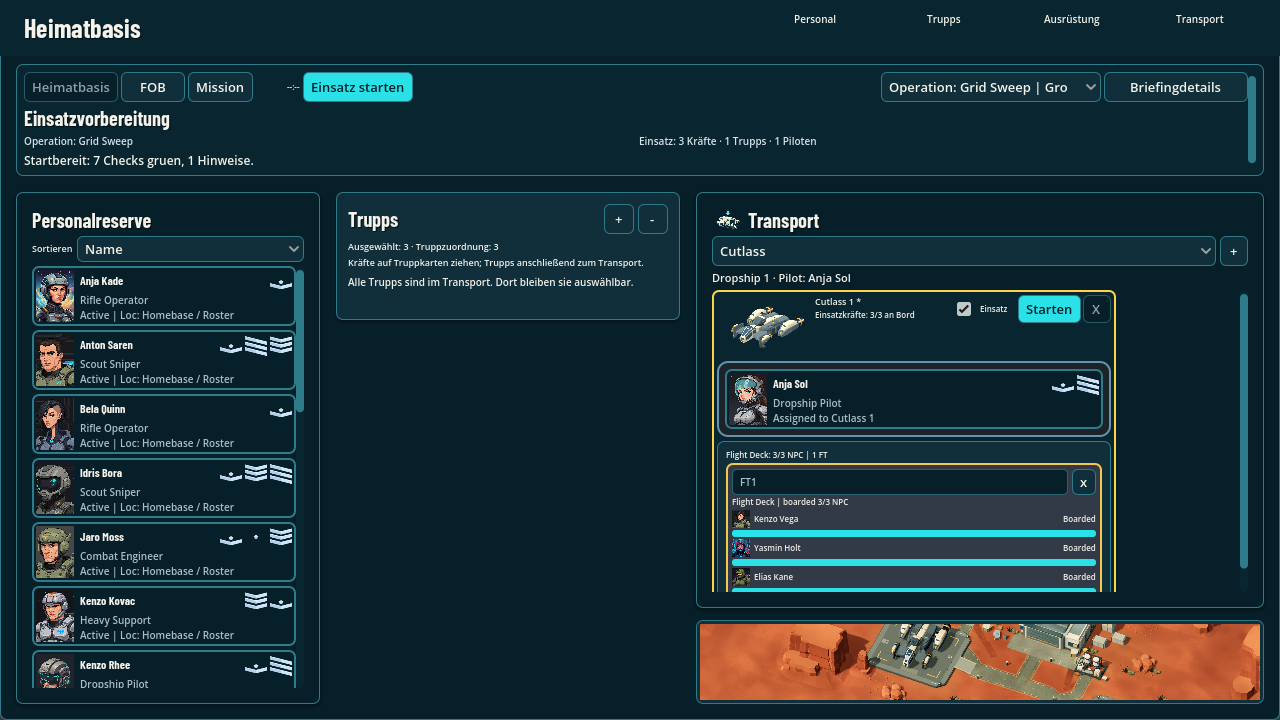 Heimatbasis
Personal
Trupps
Ausrüstung
Transport
Heimatbasis
FOB
Mission
--:--
Einsatz starten
Operation: Grid Sweep | Gro
Briefingdetails
Einsatzvorbereitung
Operation: Grid Sweep
Einsatz: 3 Kräfte · 1 Trupps · 1 Piloten
Startbereit: 7 Checks gruen, 1 Hinweise.
Personalreserve
Sortieren
Name
Anja Kade
Rifle Operator
Active | Loc: Homebase / Roster
Anton Saren
Scout Sniper
Active | Loc: Homebase / Roster
Bela Quinn
Rifle Operator
Active | Loc: Homebase / Roster
Idris Bora
Scout Sniper
Active | Loc: Homebase / Roster
Jaro Moss
Combat Engineer
Active | Loc: Homebase / Roster
Kenzo Kovac
Heavy Support
Active | Loc: Homebase / Roster
Kenzo Rhee
Dropship Pilot
Trupps
+
-
Ausgewählt: 3 · Truppzuordnung: 3
Kräfte auf Truppkarten ziehen; Trupps anschließend zum Transport.
Alle Trupps sind im Transport. Dort bleiben sie auswählbar.
Transport
Cutlass
+
Dropship 1 · Pilot: Anja Sol
Cutlass 1 *
Einsatzkräfte: 3/3 an Bord
Einsatz
Starten
X
Anja Sol
Dropship Pilot
Assigned to Cutlass 1
Flight Deck: 3/3 NPC | 1 FT
FT1
x
Flight Deck | boarded 3/3 NPC
Kenzo Vega
Boarded
Yasmin Holt
Boarded
Elias Kane
Boarded